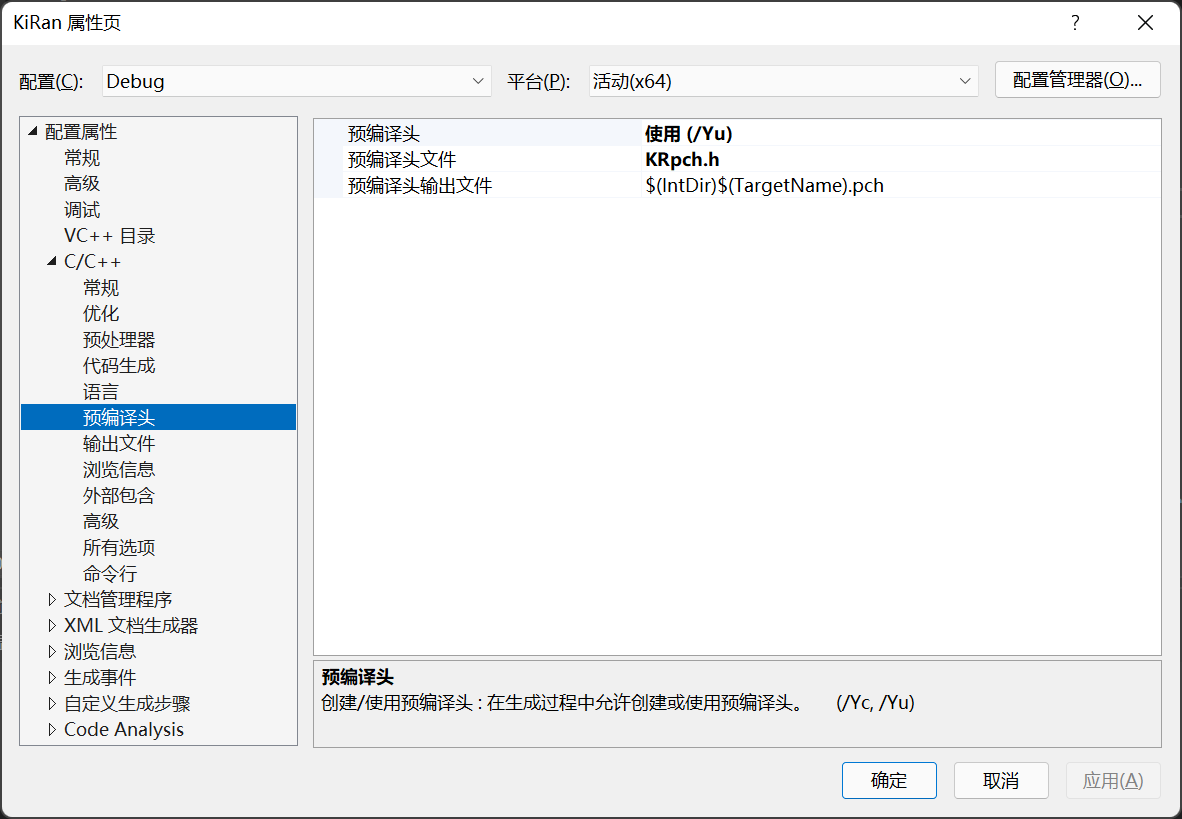 KiRan 属性页
?
配置(C): Debug 平台(P): 活动(x64) 配置管理器(O)...
配置属性
常规
高级
调试
VC++ 目录
C/C++
常规
优化
预处理器
代码生成
语言
预编译头
输出文件
浏览信息
外部包含
高级
所有选项
命令行
文档管理程序
XML 文档生成器
浏览信息
生成事件
自定义生成步骤
Code Analysis
预编译头 使用 (/Yu)
预编译头文件 KRpch.h
预编译头输出文件 $(IntDir)$(TargetName).pch
预编译头
创建/使用预编译头 : 在生成过程中允许创建或使用预编译头。 (/Yc, /Yu)
确定 取消 应用(A)